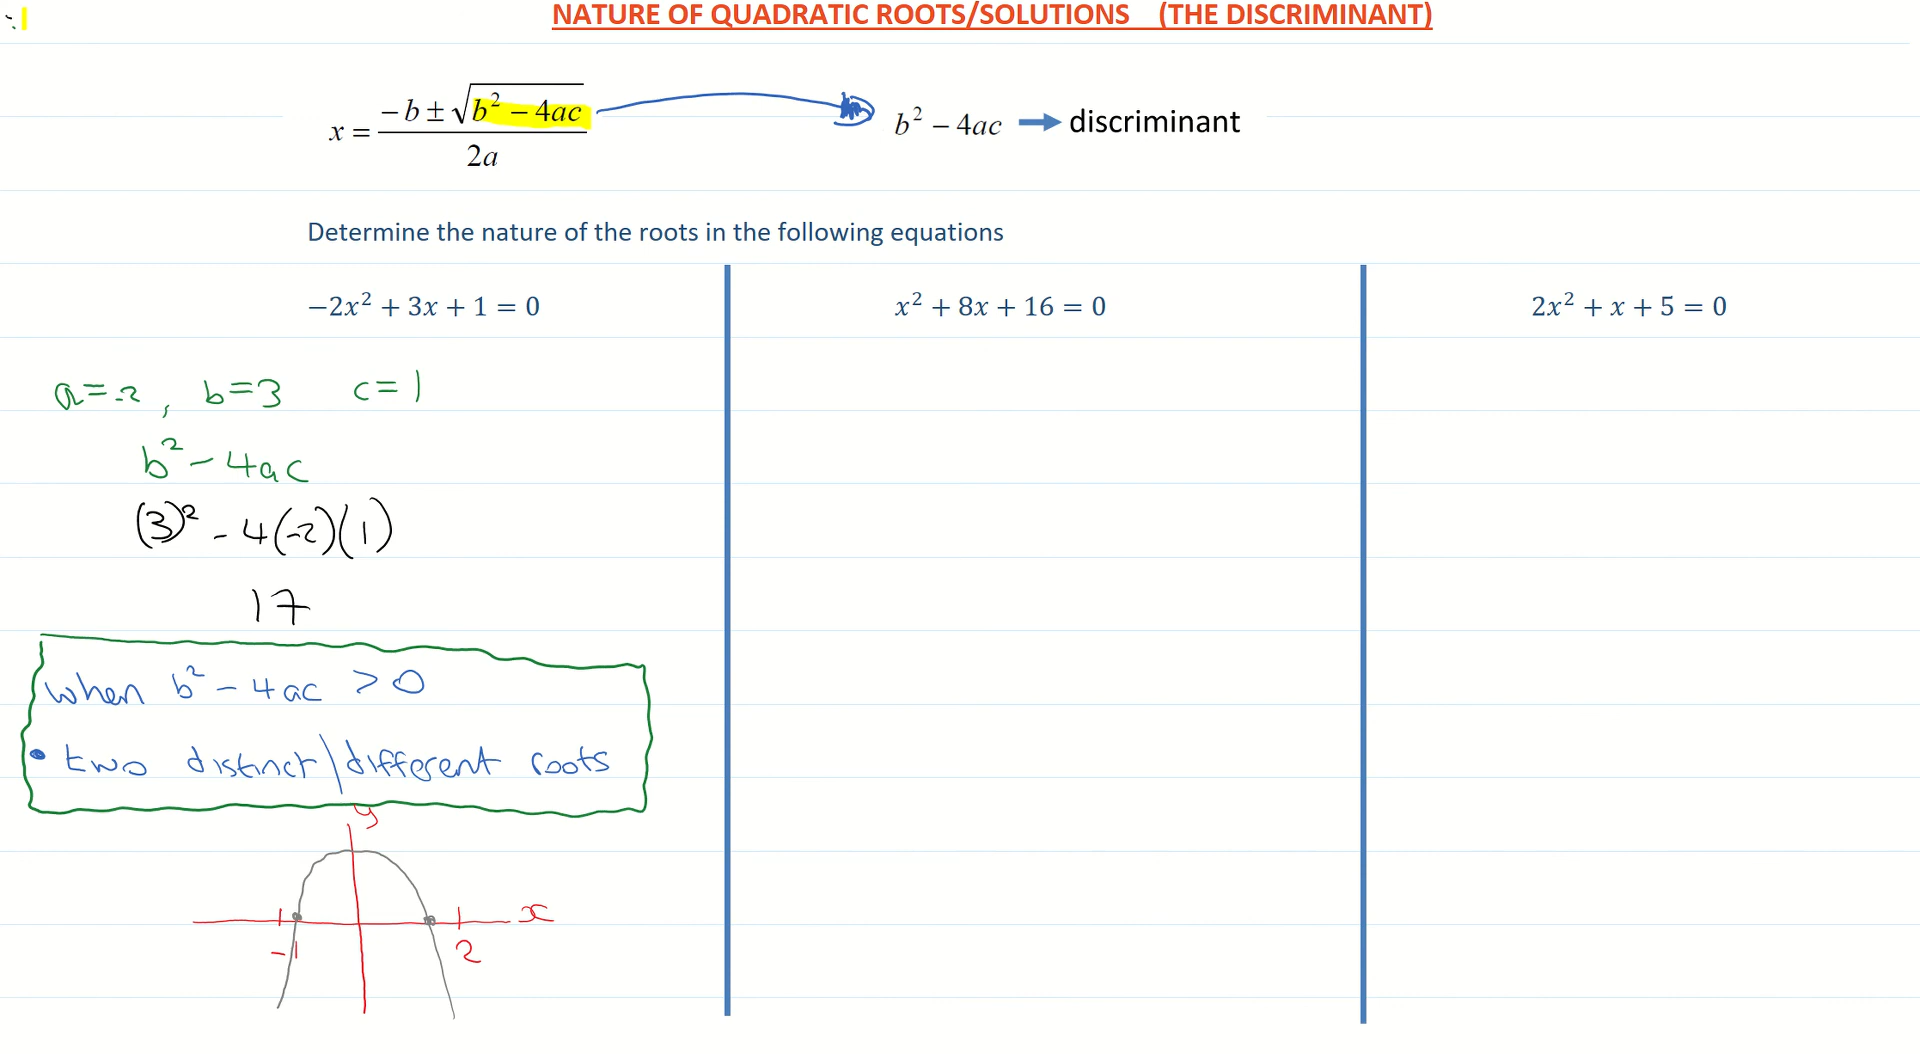 NATURE OF QUADRATIC ROOTS/SOLUTIONS (THE DISCRIMINANT)
x = (−b ± √(b² − 4ac)) / 2a
b² − 4ac → discriminant
Determine the nature of the roots in the following equations
−2x² + 3x + 1 = 0
a = -2 , b = 3 c = 1
b² − 4ac
(3)² - 4(-2)(1)
17
when b² − 4ac > 0
• two distinct/different roots
y
x
-1 2
x² + 8x + 16 = 0
2x² + x + 5 = 0